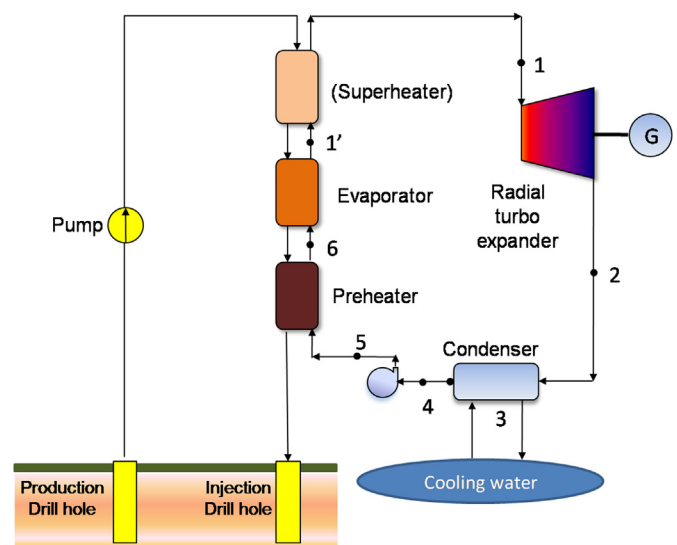 1
(Superheater)
1’
G
Evaporator
Radial
turbo
expander
Pump
6
2
Preheater
5
Condenser
4
3
Production
Drill hole
Injection
Drill hole
Cooling water